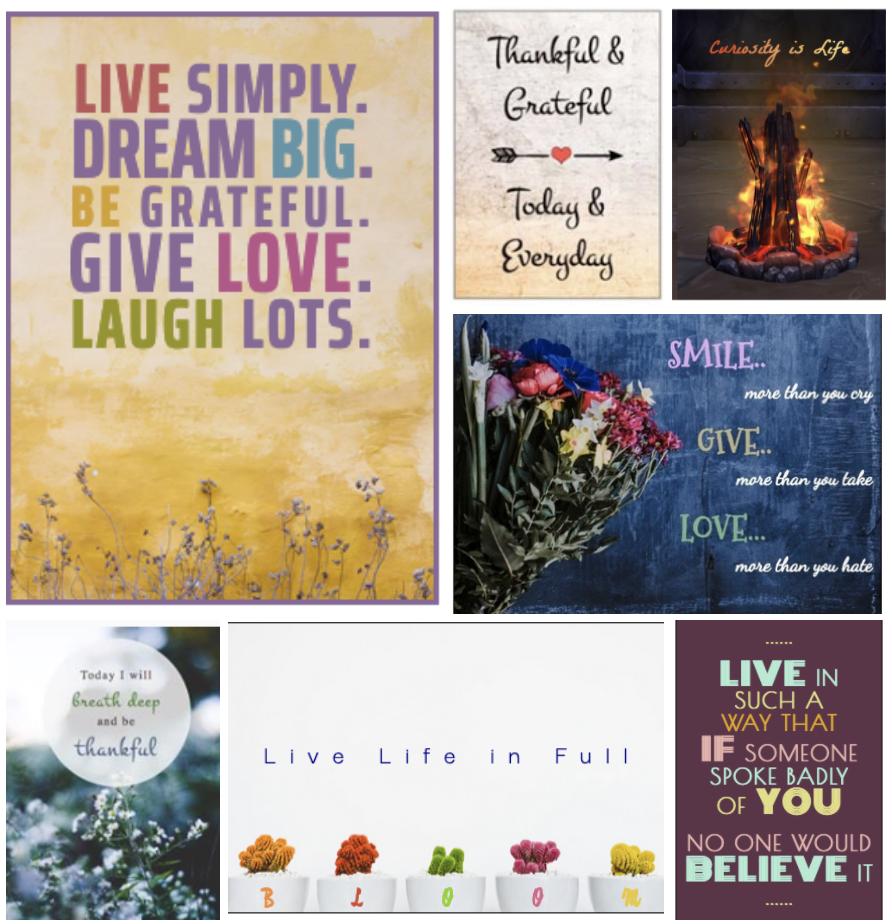 LIVE SIMPLY.
DREAM BIG.
BE GRATEFUL.
GIVE LOVE.
LAUGH LOTS.
Thankful &
Grateful
Today &
Everyday
Curiosity is Life
SMILE..
more than you cry
GIVE..
more than you take
LOVE...
more than you hate
Today I will
breath deep
and be
thankful
Live Life in Full
B L O O M
LIVE IN
SUCH A
WAY THAT
IF SOMEONE
SPOKE BADLY
OF YOU
NO ONE WOULD
BELIEVE IT